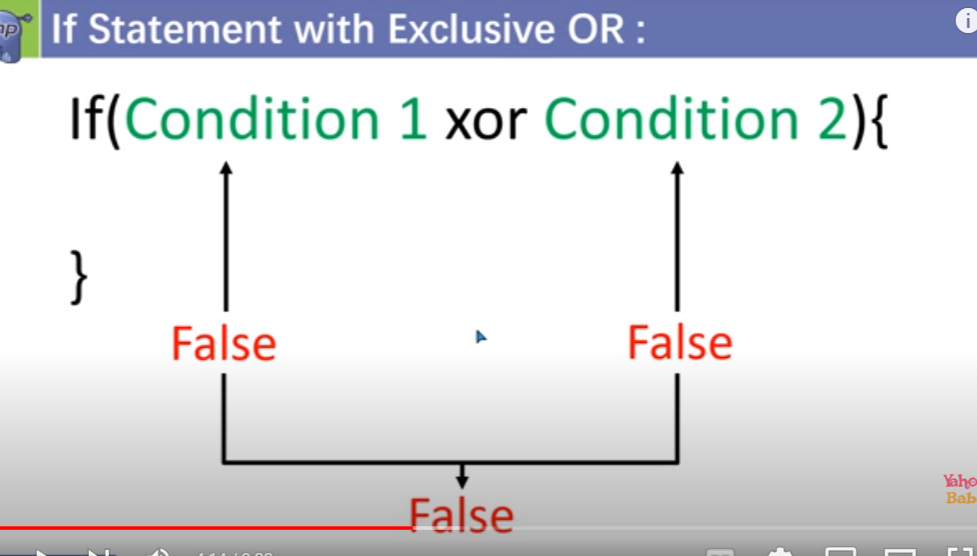 If Statement with Exclusive OR :
If(Condition 1 xor Condition 2){
}
False False
False